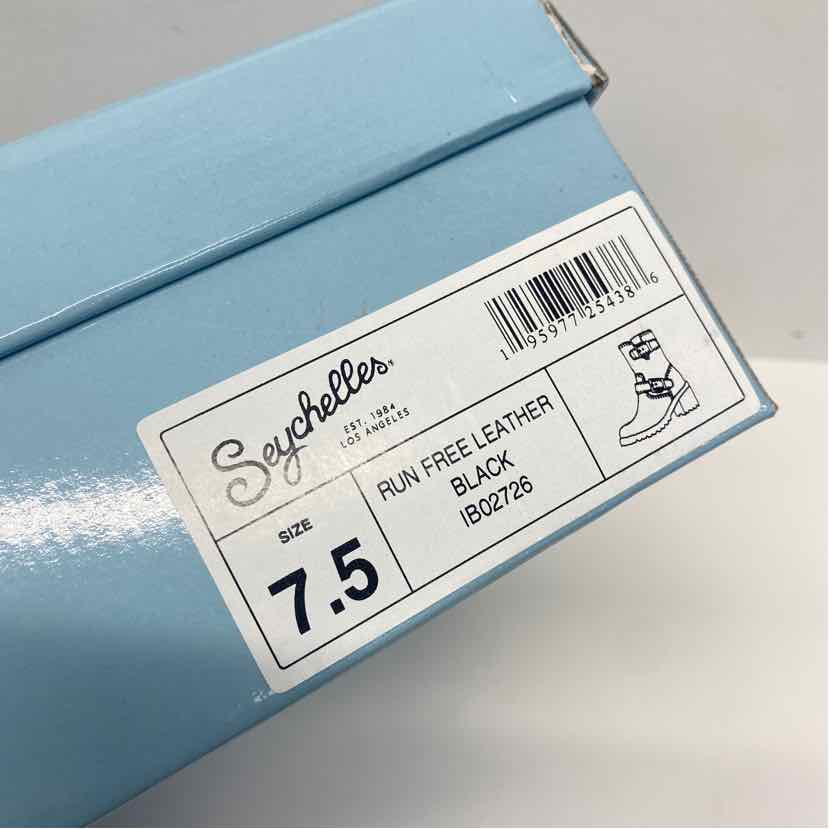 Seychelles®
EST. 1984
LOS ANGELES
1 95977 25438 6
SIZE
7.5
RUN FREE LEATHER
BLACK
IB02726